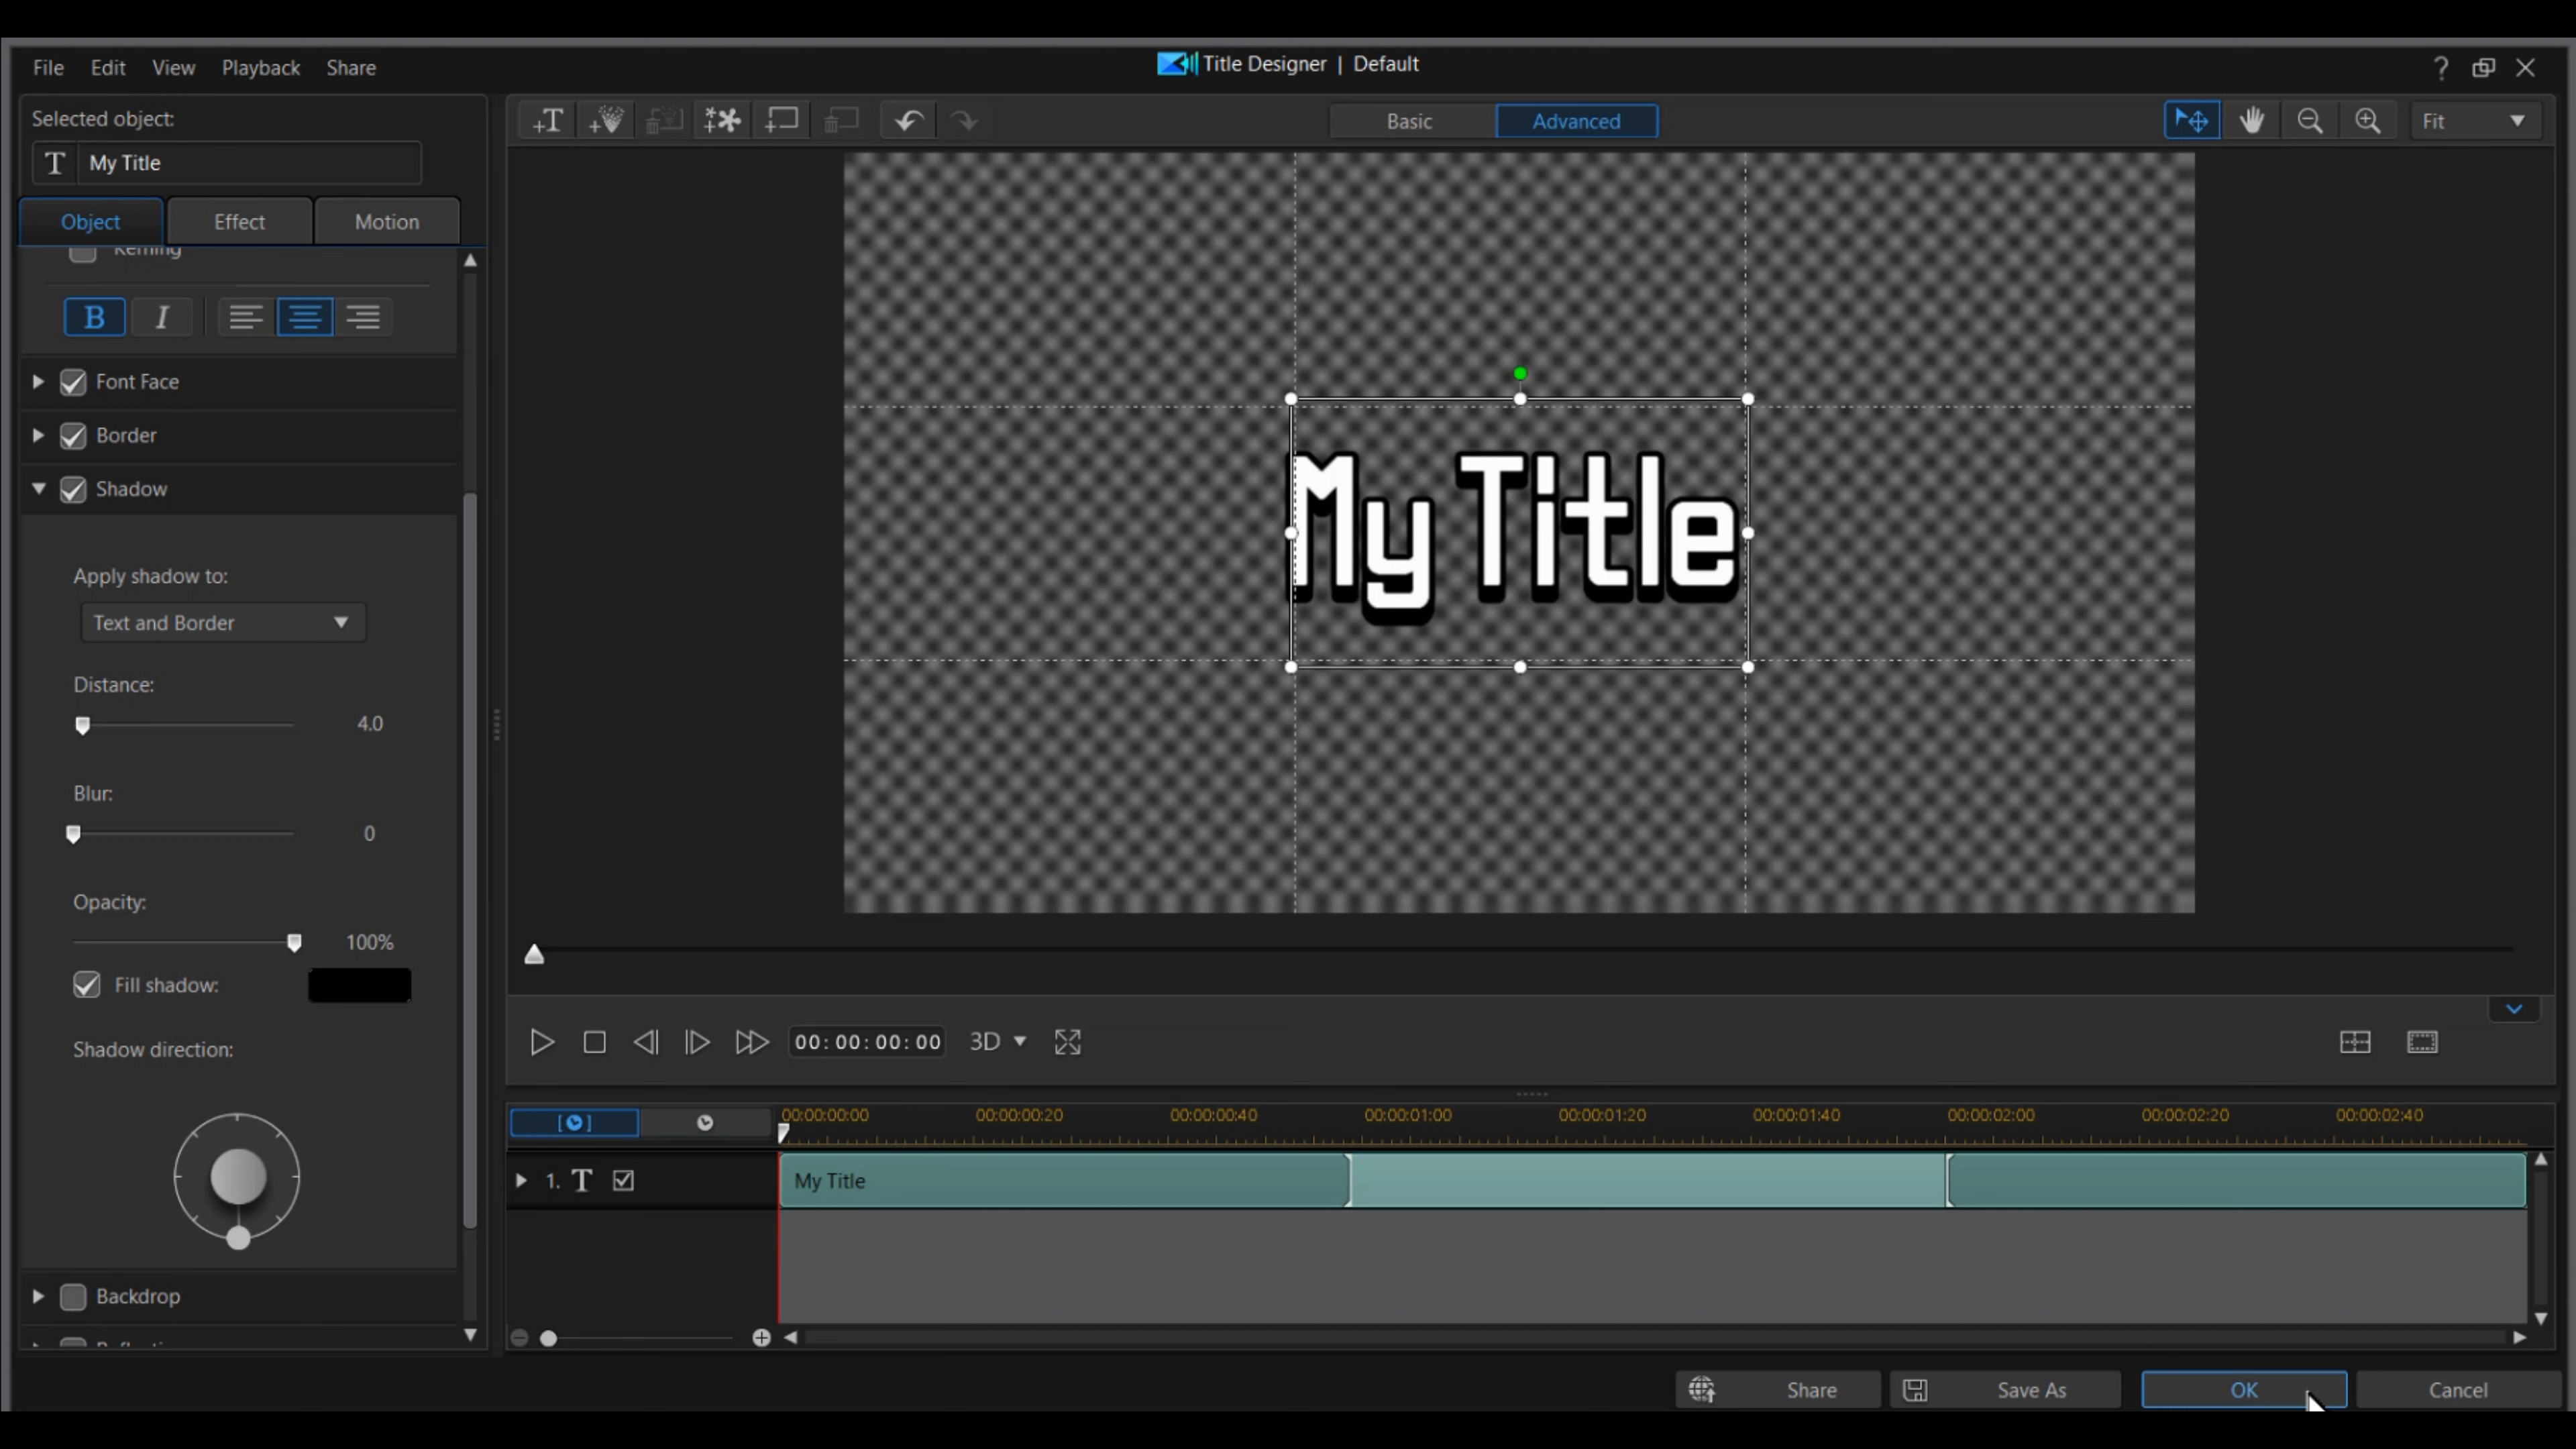 File Edit View Playback Share
Title Designer | Default
?
Selected object:
T My Title
Object Effect Motion
Kerning
B I
Font Face
Border
Shadow
Apply shadow to:
Text and Border
Distance:
4.0
Blur:
0
Opacity:
100%
Fill shadow:
Shadow direction:
Backdrop
+T
Basic Advanced
Fit
My Title
00:00:00:00 3D
00:00:00:00 00:00:00:20 00:00:00:40 00:00:01:00 00:00:01:20 00:00:01:40 00:00:02:00 00:00:02:20 00:00:02:40
1. T My Title
Share Save As OK Cancel